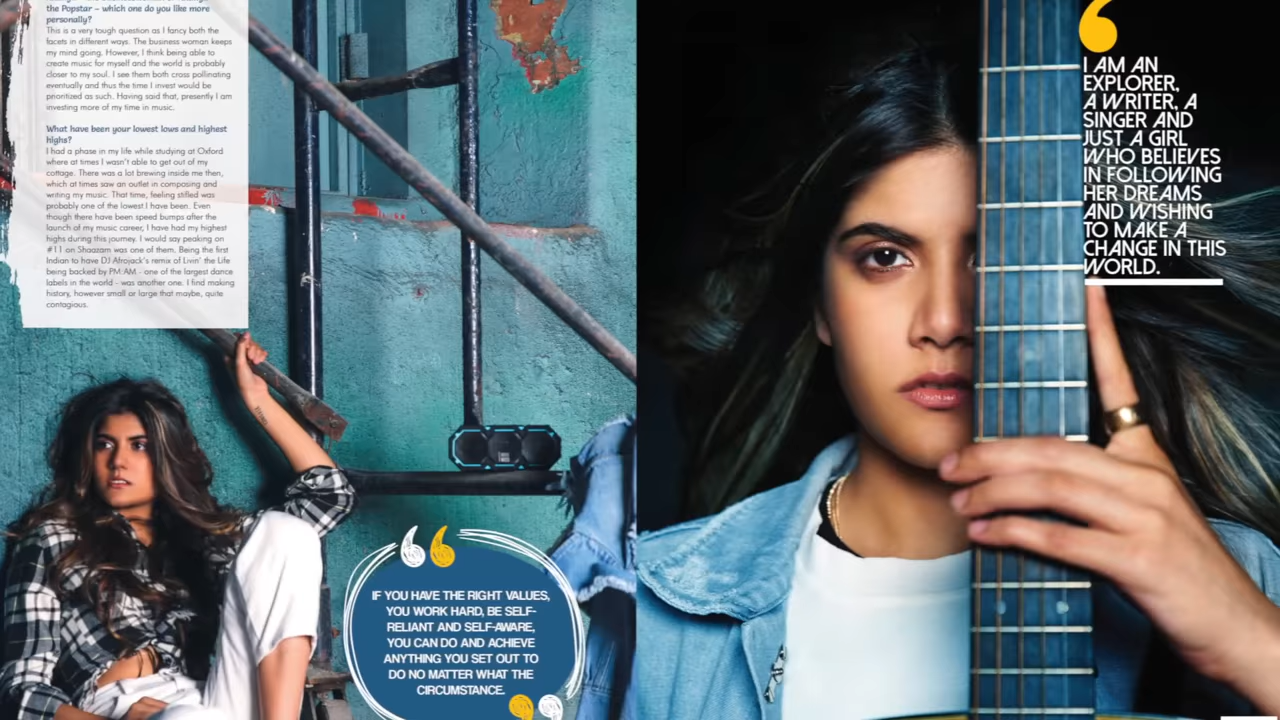 the Popstar – which one do you like more
personally?
This is a very tough question as I fancy both the
facets in different ways. The business woman keeps
my mind going. However, I think being able to
create music for myself and the world is probably
closer to my soul. I see them both cross pollinating
eventually and thus the time I invest would be
prioritized as such. Having said that, presently I am
investing more of my time in music.
What have been your lowest lows and highest
highs?
I had a phase in my life while studying at Oxford
where at times I wasn't able to get out of my
cottage. There was a lot brewing inside me then,
which at times saw an outlet in composing and
writing my music. That time, feeling stifled was
probably one of the lowest I have been. Even
though there have been speed bumps after the
launch of my music career, I have had my highest
highs during this journey. I would say peaking on
#11 on Shaazam was one of them. Being the first
Indian to have DJ Afrojack's remix of Livin' the Life
being backed by PM:AM - one of the largest dance
labels in the world - was another one. I find making
history, however small or large that maybe, quite
contagious.
IF YOU HAVE THE RIGHT VALUES,
YOU WORK HARD, BE SELF-
RELIANT AND SELF-AWARE,
YOU CAN DO AND ACHIEVE
ANYTHING YOU SET OUT TO
DO NO MATTER WHAT THE
CIRCUMSTANCE.
I AM AN
EXPLORER,
A WRITER, A
SINGER AND
JUST A GIRL
WHO BELIEVES
IN FOLLOWING
HER DREAMS
AND WISHING
TO MAKE A
CHANGE IN THIS
WORLD.